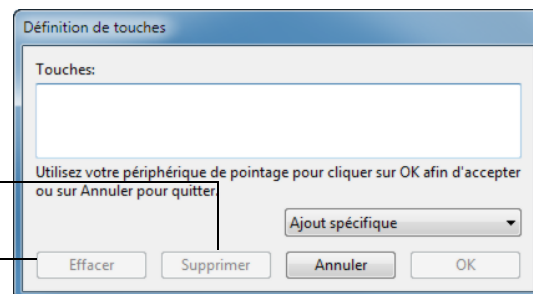 Définition de touches
Touches:
Utilisez votre périphérique de pointage pour cliquer sur OK afin d'accepter
ou sur Annuler pour quitter.
Ajout spécifique
Effacer Supprimer Annuler OK